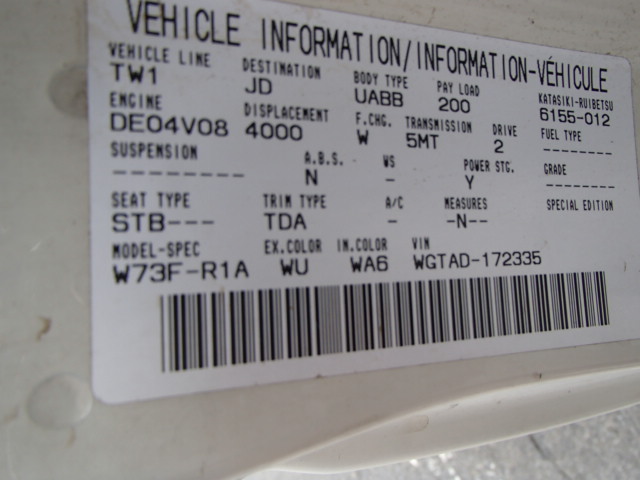 VEHICLE INFORMATION/INFORMATION-VÉHICULE
VEHICLE LINE DESTINATION BODY TYPE PAY LOAD KATASIKI-RUIBETSU
TW1 JD UABB 200 6155-012
ENGINE DISPLACEMENT F.CHG. TRANSMISSION DRIVE FUEL TYPE
DE04V08 4000 W 5MT 2 --------
SUSPENSION A.B.S. WS POWER STG. GRADE
-------- N - Y --------
SEAT TYPE TRIM TYPE A/C MEASURES SPECIAL EDITION
STB--- TDA - -N--
MODEL-SPEC EX.COLOR IN.COLOR VIN
W73F-R1A WU WA6 WGTAD-172335